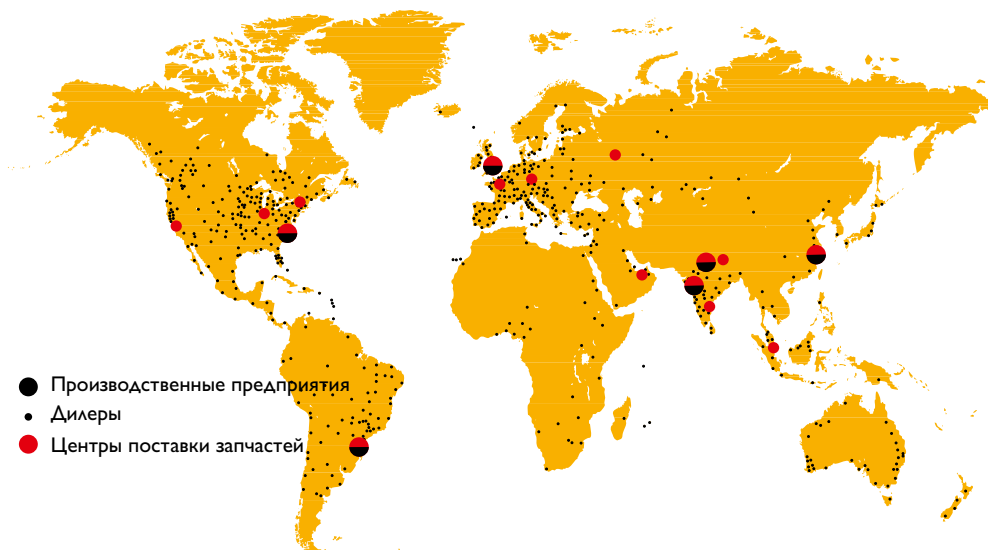 Производственные предприятия
Дилеры
Центры поставки запчастей